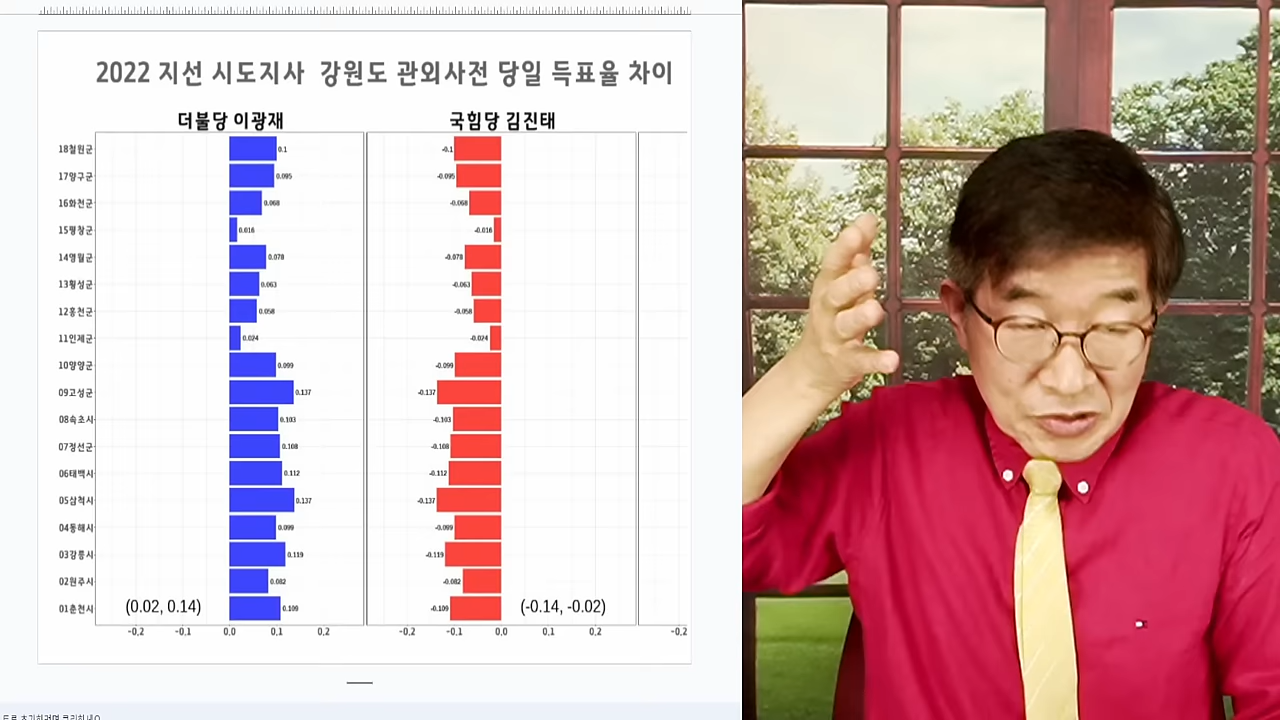 2022 지선 시도지사 강원도 관외사전 당일 득표율 차이
더불당 이광재
국힘당 김진태
18철원군 0.1 -0.1
17양구군 0.095 -0.095
16화천군 0.068 -0.068
15평창군 0.016 -0.016
14영월군 0.078 -0.078
13횡성군 0.063 -0.063
12홍천군 0.058 -0.058
11인제군 0.024 -0.024
10양양군 0.099 -0.099
09고성군 0.137 -0.137
08속초시 0.103 -0.103
07정선군 0.108 -0.108
06태백시 0.112 -0.112
05삼척시 0.137 -0.137
04동해시 0.099 -0.099
03강릉시 0.119 -0.119
02원주시 0.082 -0.082
01춘천시 (0.02, 0.14) 0.109 -0.109 (-0.14, -0.02)
-0.2 -0.1 0.0 0.1 0.2 -0.2 -0.1 0.0 0.1 0.2 -0.2